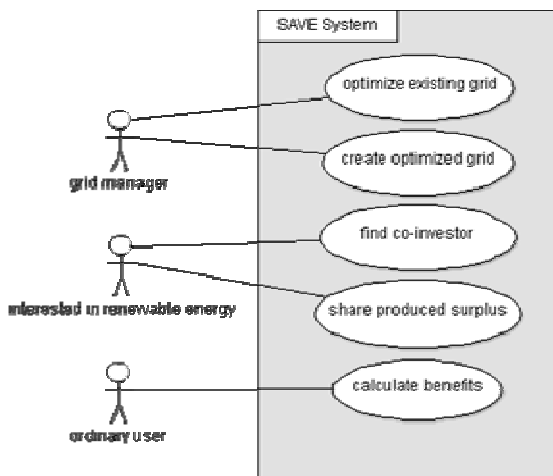 SAVE System
optimize existing grid
create optimized grid
grid manager
find co-investor
interested in renewable energy
share produced surplus
calculate benefits
ordinary user